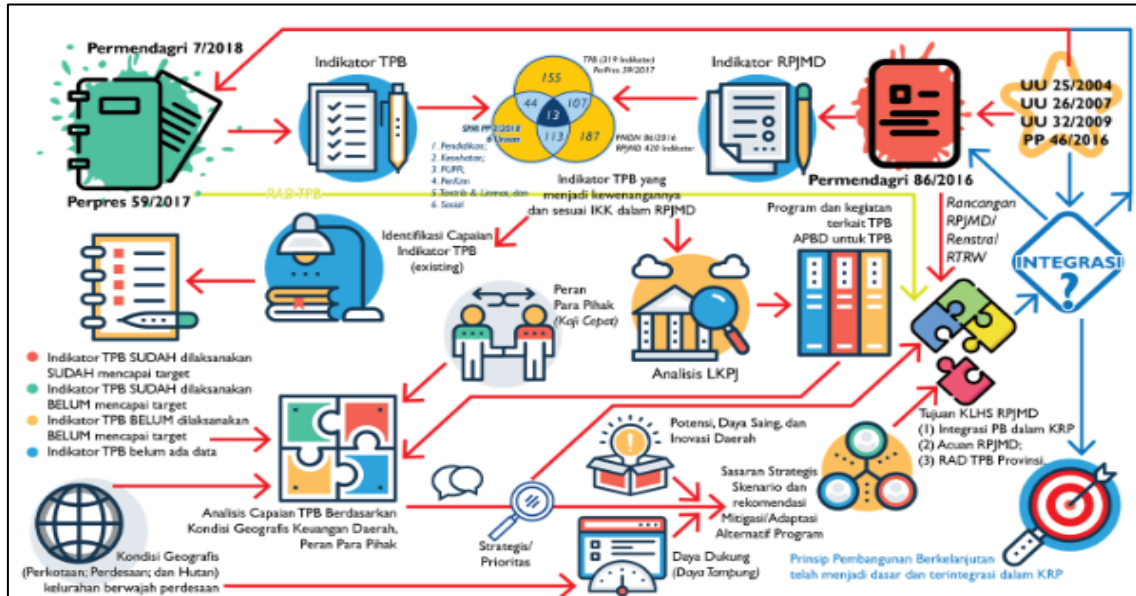 Permendagri 7/2018
Perpres 59/2017
Indikator TPB
155
44
107
13
113
187
TPB (319 Indikator)
PerPres 59/2017
SPM PP 2/2018
6 Urusan
1. Pendidikan;
2. Kesehatan;
3. PUPR;
4. PerKim
5. Tantrib & Linmas; dan
6. Sosial
PMDN 86/2016
RPJMD 420 Indikator
Indikator RPJMD
Permendagri 86/2016
UU 25/2004
UU 26/2007
UU 32/2009
PP 46/2016
RAD TPB
Indikator TPB yang
menjadi kewenangannya
dan sesuai IKK dalam RPJMD
Program dan kegiatan
terkait TPB
APBD untuk TPB
Rancangan
RPJMD/
Renstra/
RTRW
INTEGRASI
?
Identifikasi Capaian
Indikator TPB
(existing)
Peran
Para Pihak
(Kaji Cepat)
Analisis LKPJ
Indikator TPB SUDAH dilaksanakan
SUDAH mencapai target
Indikator TPB SUDAH dilaksanakan
BELUM mencapai target
Indikator TPB BELUM dilaksanakan
BELUM mencapai target
Indikator TPB belum ada data
Tujuan KLHS RPJMD
(1) Integrasi PB dalam KRP
(2) Acuan RPJMD;
(3) RAD TPB Provinsi,
Potensi, Daya Saing, dan
Inovasi Daerah
Sasaran Strategis
Skenario dan
rekomendasi
Mitigasi/Adaptasi
Alternatif Program
Analisis Capaian TPB Berdasarkan
Kondisi Geografis Keuangan Daerah,
Peran Para Pihak
Strategis/
Prioritas
Daya Dukung
(Daya Tampung)
Kondisi Geografis
(Perkotaan; Perdesaan; dan Hutan)
kelurahan berwajah perdesaan
Prinsip Pembangunan Berkelanjutan
telah menjadi dasar dan terintegrasi dalam KRP